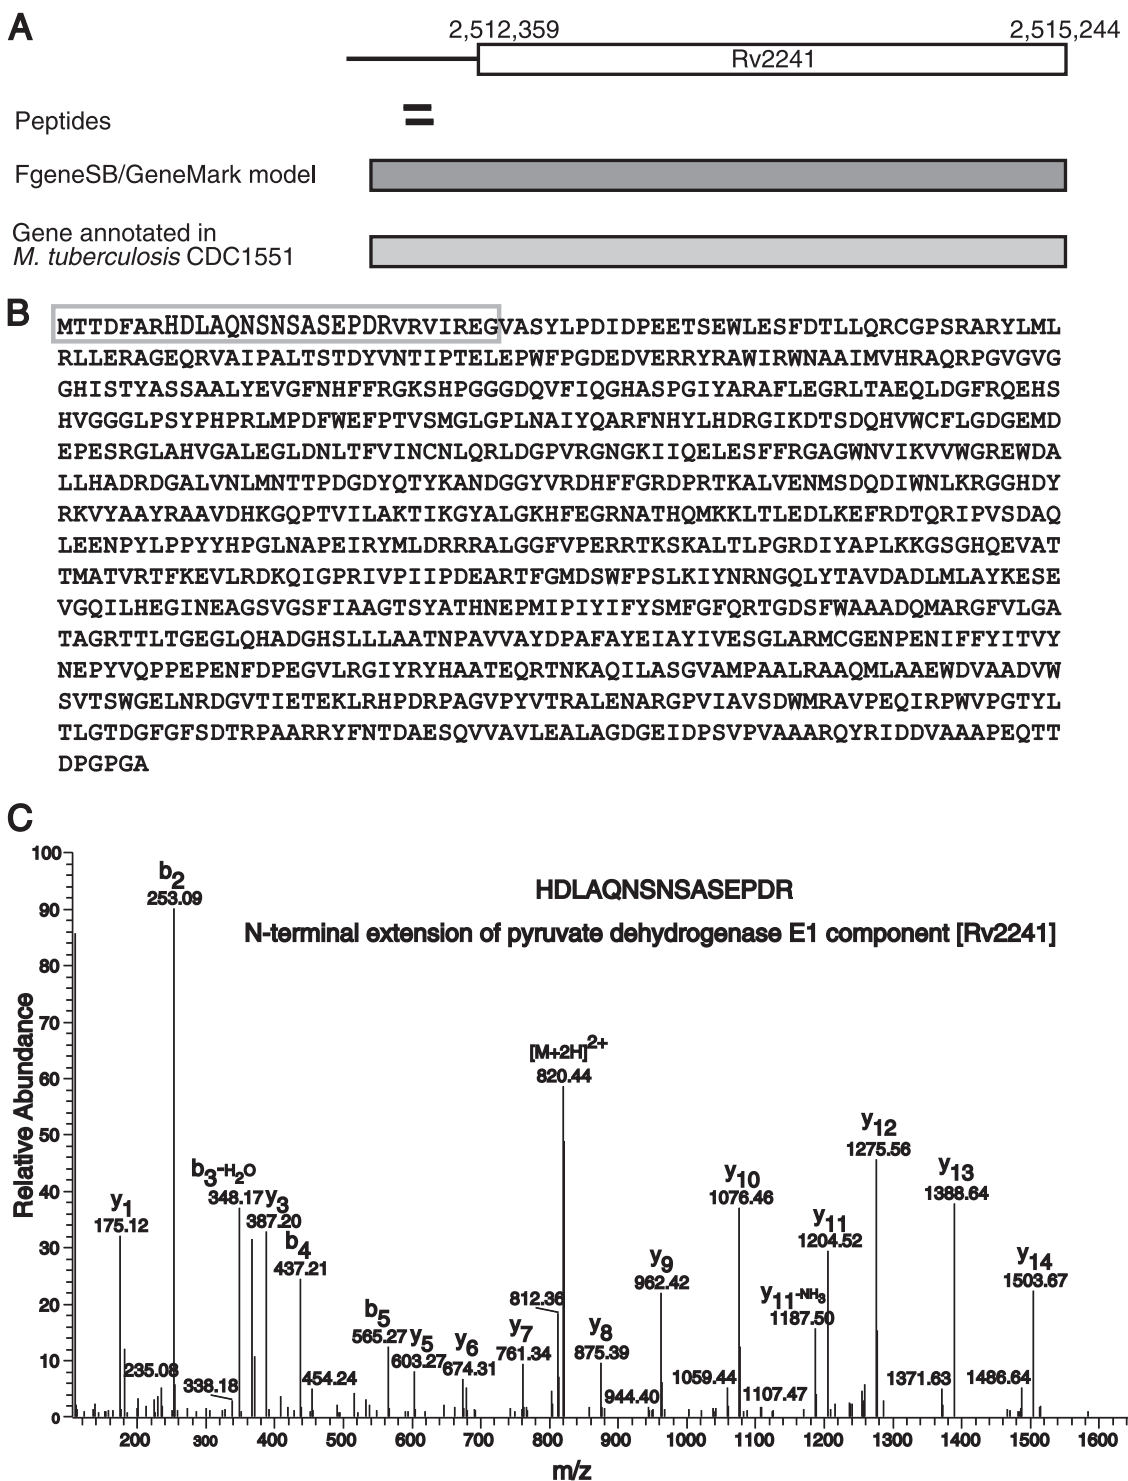 A
2,512,359
2,515,244
Rv2241
Peptides
FgeneSB/GeneMark model
Gene annotated in
M. tuberculosis CDC1551
B
MTTDFARHDLAQNSNSASEPDRVRVIREGVASYLPDIDPEETSEWLESFDTLLQRCGPSRARYLML
RLLERAGEQRVAIPALTSTDYVNTIPTELEPWFPGDEDVERRYRAWIRWNAAIMVHRAQRPGVGVG
GHISTYASSAALYEVGFNHFFRGKSHPGGGDQVFIQGHASPGIYARAFLEGRLTAEQLDGFRQEHS
HVGGGLPSYPHPRLMPDFWEFPTVSMGLGPLNAIYQARFNHYLHDRGIKDTSDQHVWCFLGDGEMD
EPESRGLAHVGALEGLDNLTFVINCNLQRLDGPVRGNGKIIQELESFFRGAGWNVIKVVWGREWDA
LLHADRDGALVNLMNTTPDGDYQTYKANDGGYVRDHFFGRDPRTKALVENMSDQDIWNLKRGGHDY
RKVYAAYRAAVDHKGQPTVILAKTIKGYALGKHFEGRNATHQMKKLTLEDLKEFRDTQRIPVSDAQ
LEENPYLPPYYHPGLNAPEIRYMLDRRRALGGFVPERRTKSKALTLPGRDIYAPLKKGSGHQEVAT
TMATVRTFKEVLRDKQIGPRIVPIIPDEARTFGMDSWFPSLKIYNRNGQLYTAVDADLMLAYKESE
VGQILHEGINEAGSVGSFIAAGTSYATHNEPMIPIYIFYSMFGFQRTGDSFWAAADQMARGFVLGA
TAGRTTLTGEGLQHADGHSLLLAATNPAVVAYDPAFAYEIAYIVESGLARMCGENPENIFFYITVY
NEPYVQPPEPENFDPEGVLRGIYRYHAATEQRTNKAQILASGVAMPAALRAAQMLAAEWDVAADVW
SVTSWGELNRDGVTIETEKLRHPDRPAGVPYVTRALENARGPVIAVSDWMRAVPEQIRPWVPGTYL
TLGTDGFGFSDTRPAARRYFNTDAESQVVAVLEALAGDGEIDPSVPVAAARQYRIDDVAAAPEQTT
DPGPGA
C
HDLAQNSNSASEPDR
N-terminal extension of pyruvate dehydrogenase E1 component [Rv2241]
Relative Abundance
100
90
80
70
60
50
40
30
20
10
0
b2
253.09
[M+2H]2+
820.44
y1
175.12
b3-H2O
348.17
y3
387.20
b4
437.21
b5
565.27
y5
603.27
y6
674.31
y7
761.34
812.36
y8
875.39
y9
962.42
y10
1076.46
y11-NH3
1187.50
y11
1204.52
y12
1275.56
y13
1388.64
y14
1503.67
235.08
338.18
454.24
944.40
1059.44
1107.47
1371.63
1486.64
200 300 400 500 600 700 800 900 1000 1100 1200 1300 1400 1500 1600
m/z